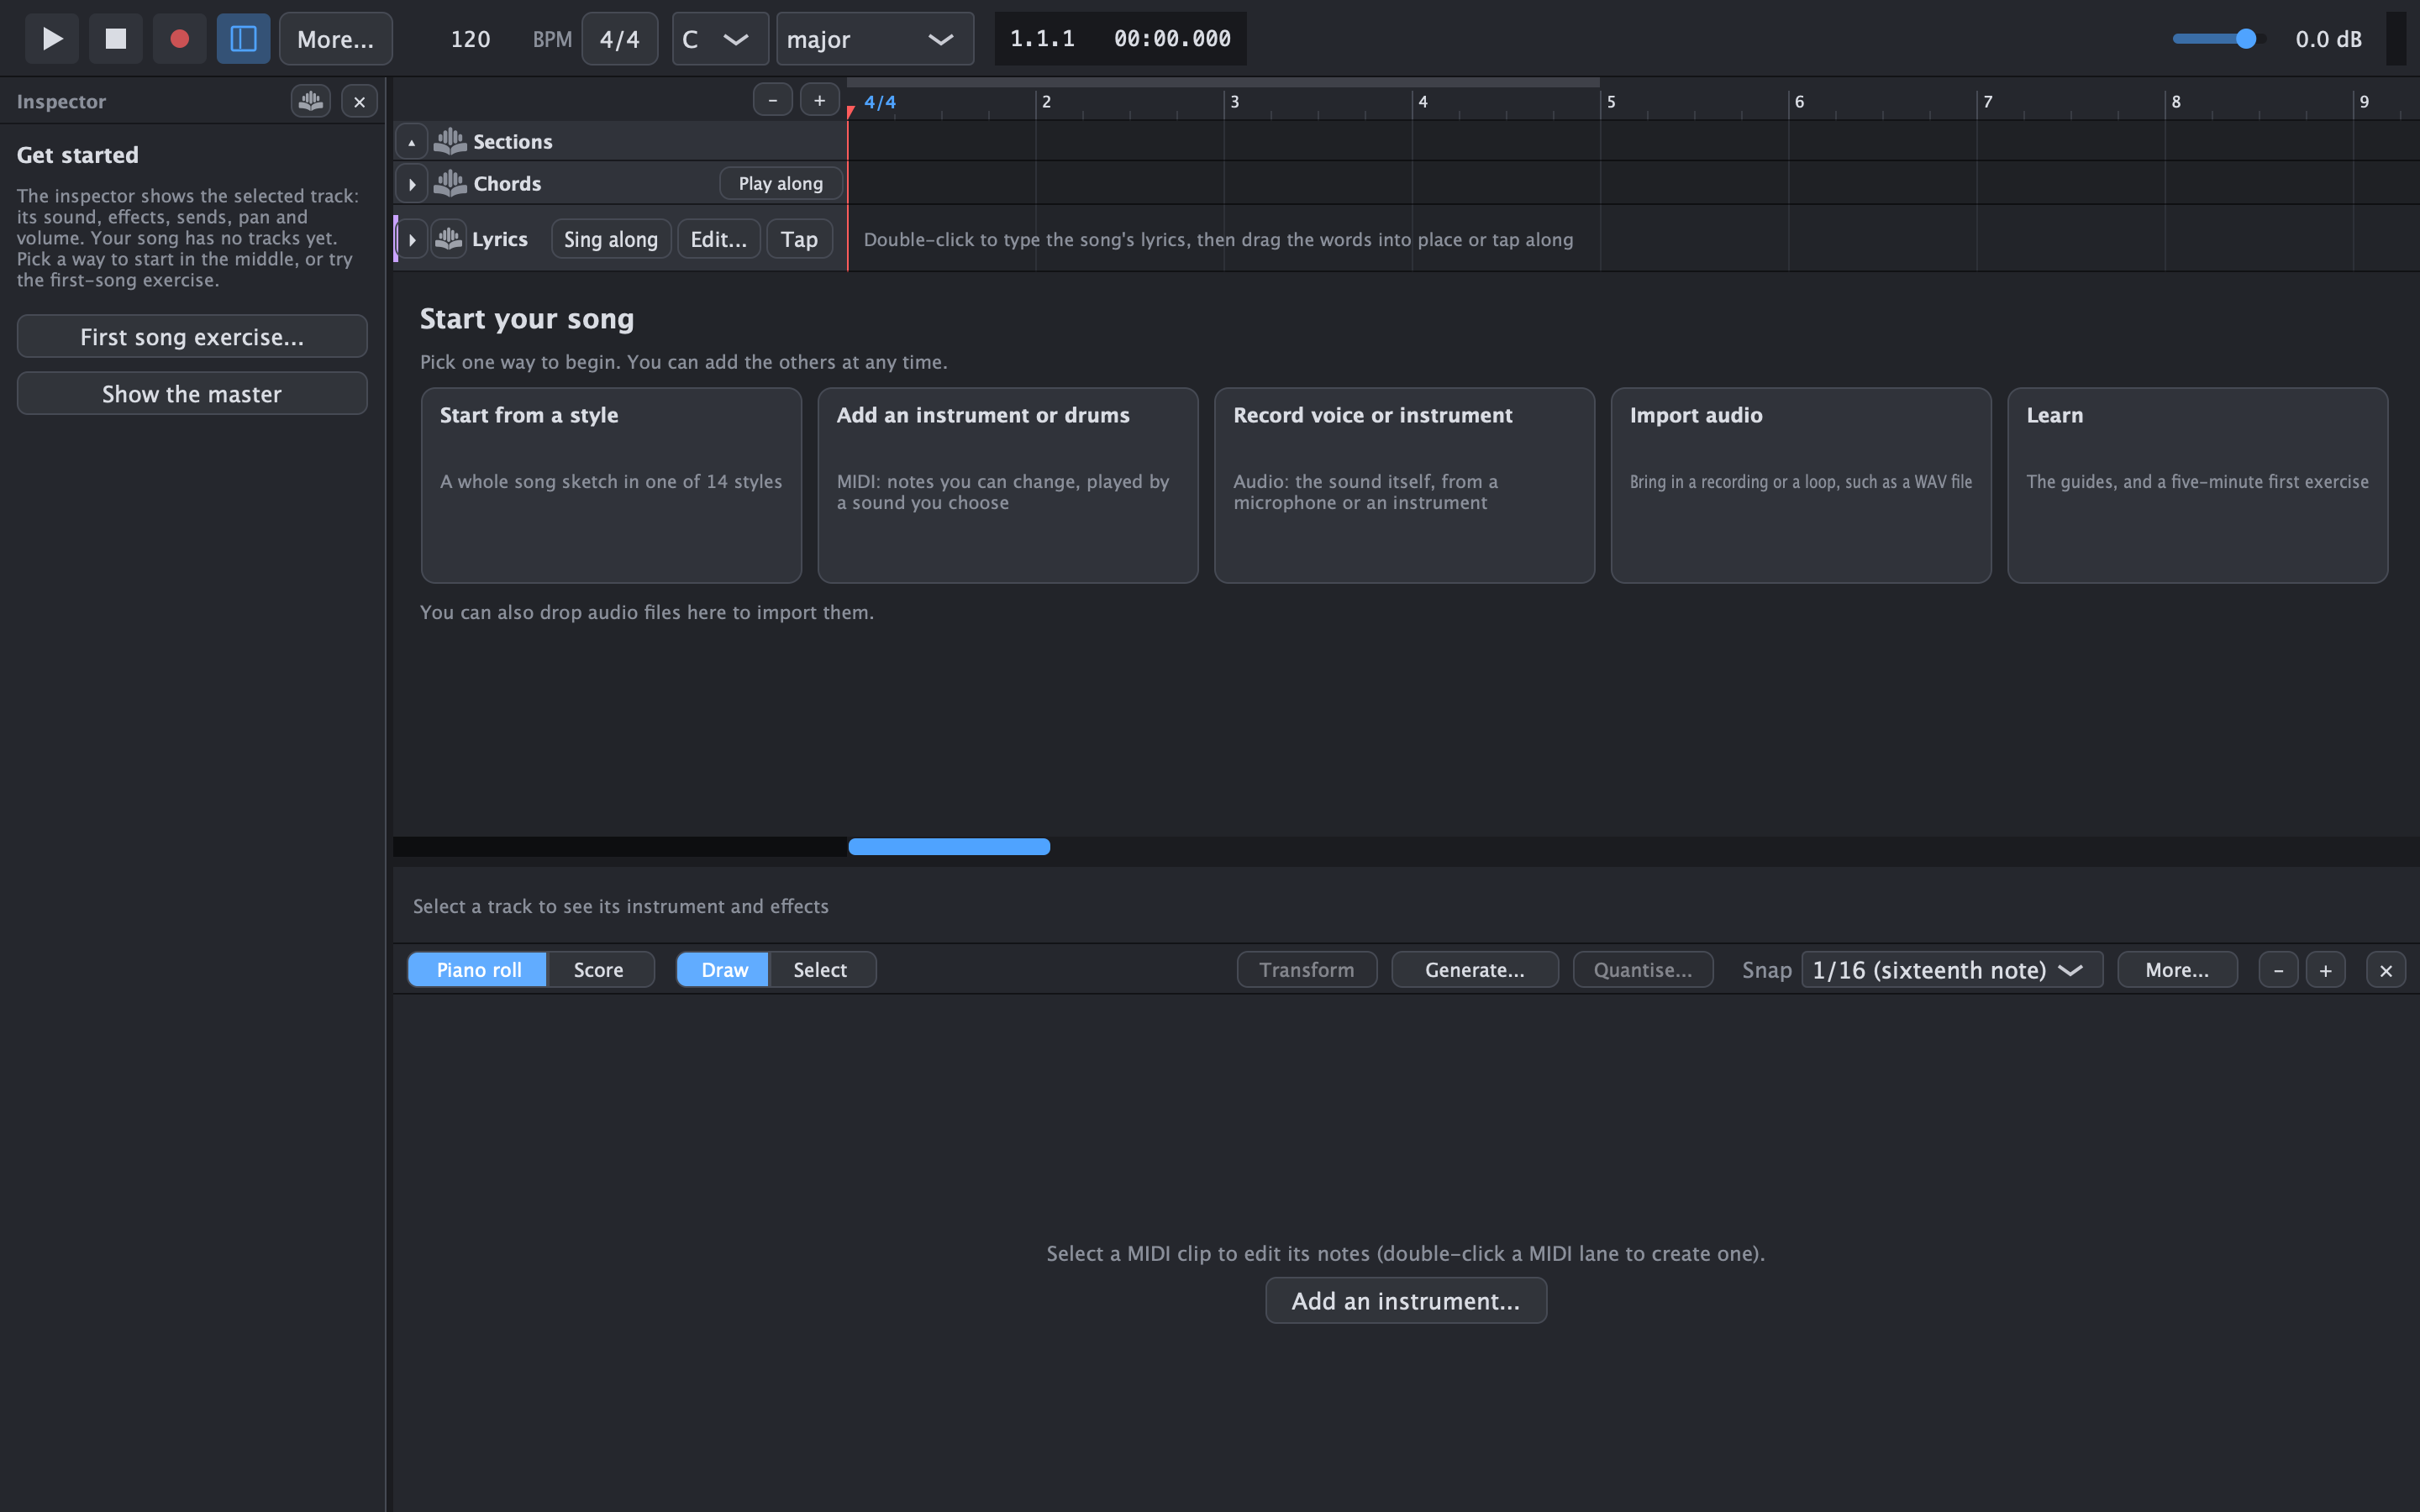 More...
120 BPM
4/4
C
major
1.1.1 00:00.000
0.0 dB
Inspector
Get started
The inspector shows the selected track:
its sound, effects, sends, pan and
volume. Your song has no tracks yet.
Pick a way to start in the middle, or try
the first-song exercise.
First song exercise...
Show the master
- +
4/4 2 3 4 5 6 7 8 9
Sections
Chords
Play along
Lyrics
Sing along
Edit...
Tap
Double-click to type the song's lyrics, then drag the words into place or tap along
Start your song
Pick one way to begin. You can add the others at any time.
Start from a style
A whole song sketch in one of 14 styles
Add an instrument or drums
MIDI: notes you can change, played by
a sound you choose
Record voice or instrument
Audio: the sound itself, from a
microphone or an instrument
Import audio
Bring in a recording or a loop, such as a WAV file
Learn
The guides, and a five-minute first exercise
You can also drop audio files here to import them.
Select a track to see its instrument and effects
Piano roll
Score
Draw
Select
Transform
Generate...
Quantise...
Snap
1/16 (sixteenth note)
More...
- +
Select a MIDI clip to edit its notes (double-click a MIDI lane to create one).
Add an instrument...